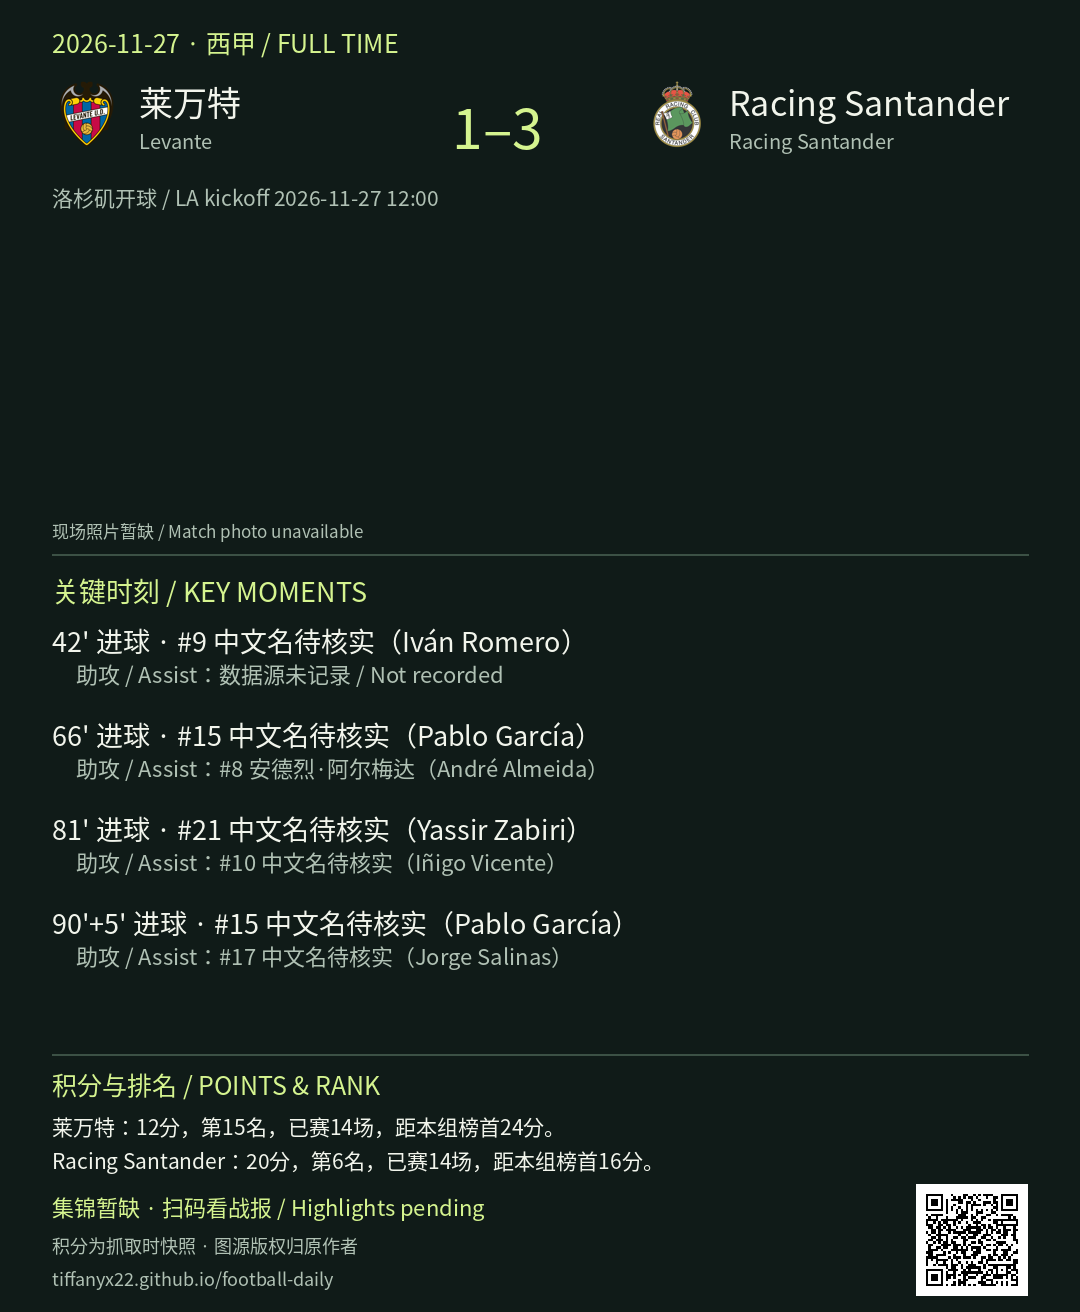 2026-11-27 · 西甲 / FULL TIME
莱万特
Levante
1–3
Racing Santander
Racing Santander
洛杉矶开球 / LA kickoff 2026-11-27 12:00
现场照片暂缺 / Match photo unavailable
关键时刻 / KEY MOMENTS
42' 进球 · #9 中文名待核实（Iván Romero）
助攻 / Assist：数据源未记录 / Not recorded
66' 进球 · #15 中文名待核实（Pablo García）
助攻 / Assist：#8 安德烈·阿尔梅达（André Almeida）
81' 进球 · #21 中文名待核实（Yassir Zabiri）
助攻 / Assist：#10 中文名待核实（Iñigo Vicente）
90'+5' 进球 · #15 中文名待核实（Pablo García）
助攻 / Assist：#17 中文名待核实（Jorge Salinas）
积分与排名 / POINTS & RANK
莱万特：12分，第15名，已赛14场，距本组榜首24分。
Racing Santander：20分，第6名，已赛14场，距本组榜首16分。
集锦暂缺 · 扫码看战报 / Highlights pending
积分为抓取时快照 · 图源版权归原作者
tiffanyx22.github.io/football-daily